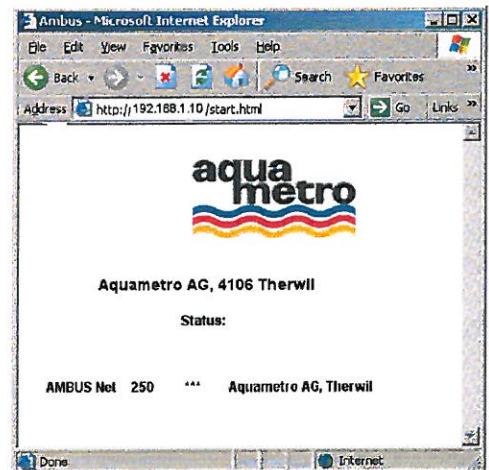 Ambus - Microsoft Internet Explorer
File Edit View Favorites Tools Help
Back Search Favorites »
Address http://192.168.1.10/start.html Go Links »
aqua
metro
Aquametro AG, 4106 Therwil
Status:
AMBUS Net 250 *** Aquametro AG, Therwil
Done Internet